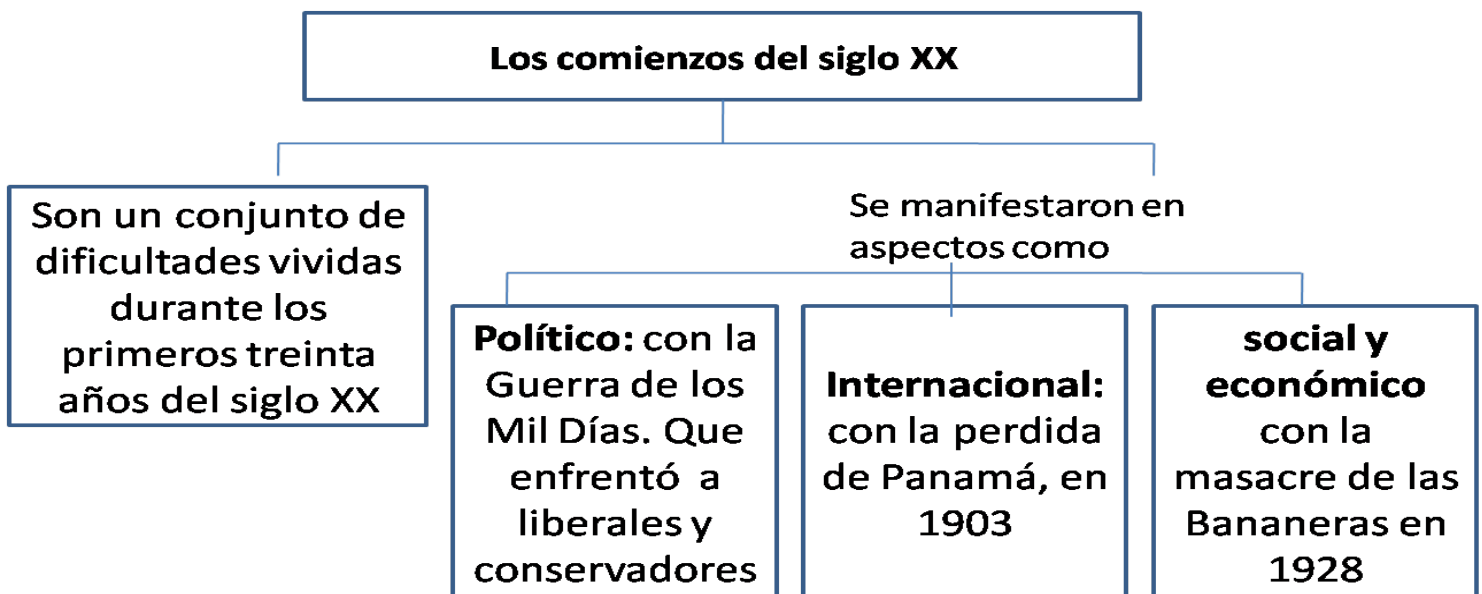 Los comienzos del siglo XX
Son un conjunto de
dificultades vividas
durante los
primeros treinta
años del siglo XX
Se manifestaron en
aspectos como
Político: con la
Guerra de los
Mil Días. Que
enfrentó a
liberales y
conservadores
Internacional:
con la perdida
de Panamá, en
1903
social y
económico
con la
masacre de las
Bananeras en
1928